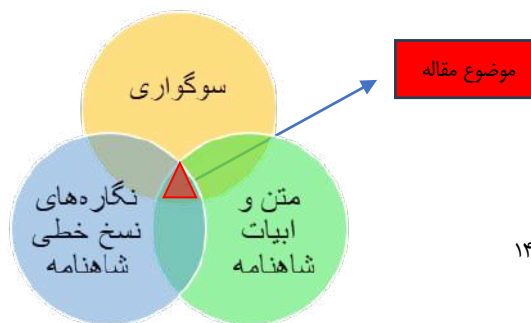 موضوع مقاله
سوگواری
نگاره‌های
نسخ خطی
شاهنامه
متن و
ابیات
شاهنامه
۱۴